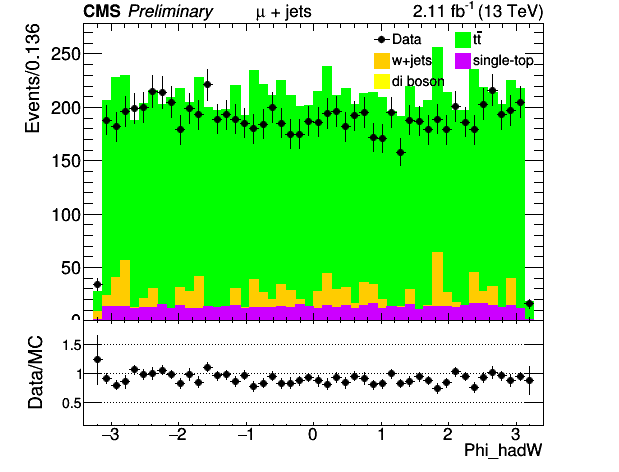 CMS Preliminary μ + jets 2.11 fb⁻¹ (13 TeV)
Events/0.136
250
200
150
100
50
0
Data
tt̄
w+jets
single-top
di boson
Data/MC
1.5
1
0.5
−3 −2 −1 0 1 2 3
Phi_hadW